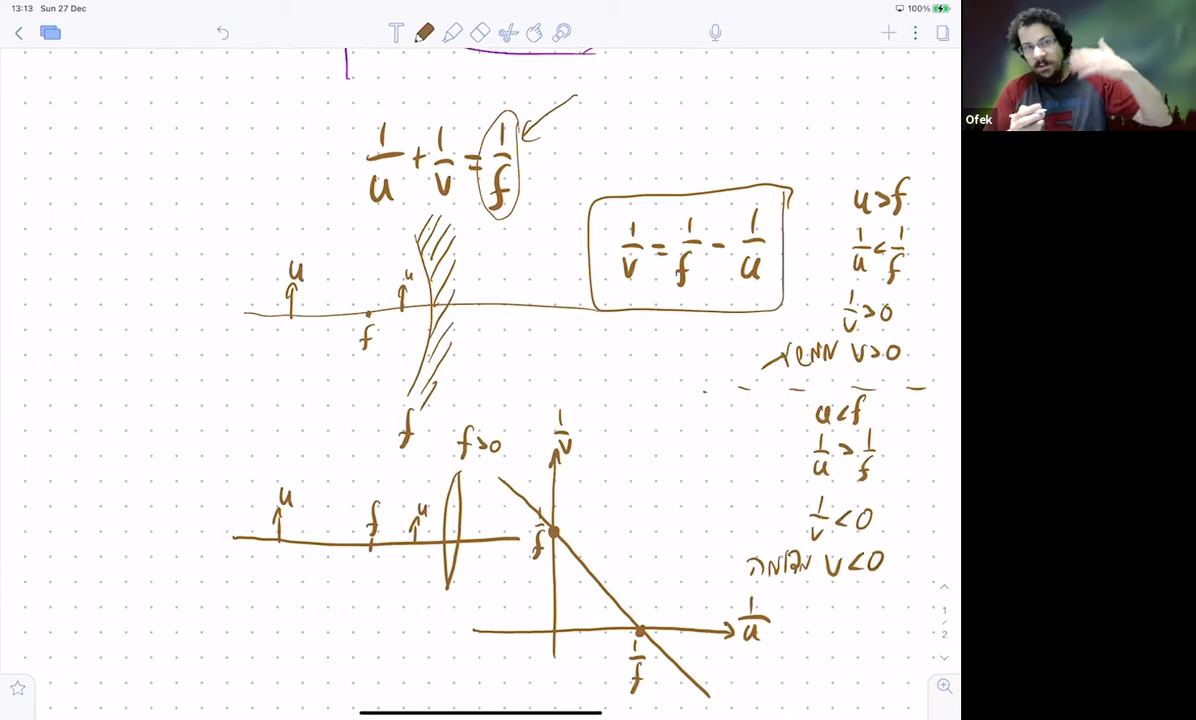 13:13 Sun 27 Dec
100%
Ofek
1/u + 1/v = 1/f
1/v = 1/f - 1/u
u
f
u
f
u>f
1/u < 1/f
1/v > 0
v>0
u<f
1/u > 1/f
1/v < 0
מדומה v<0
f>0
u
f
u
1/v
1/f
1/u
1/f
1
2